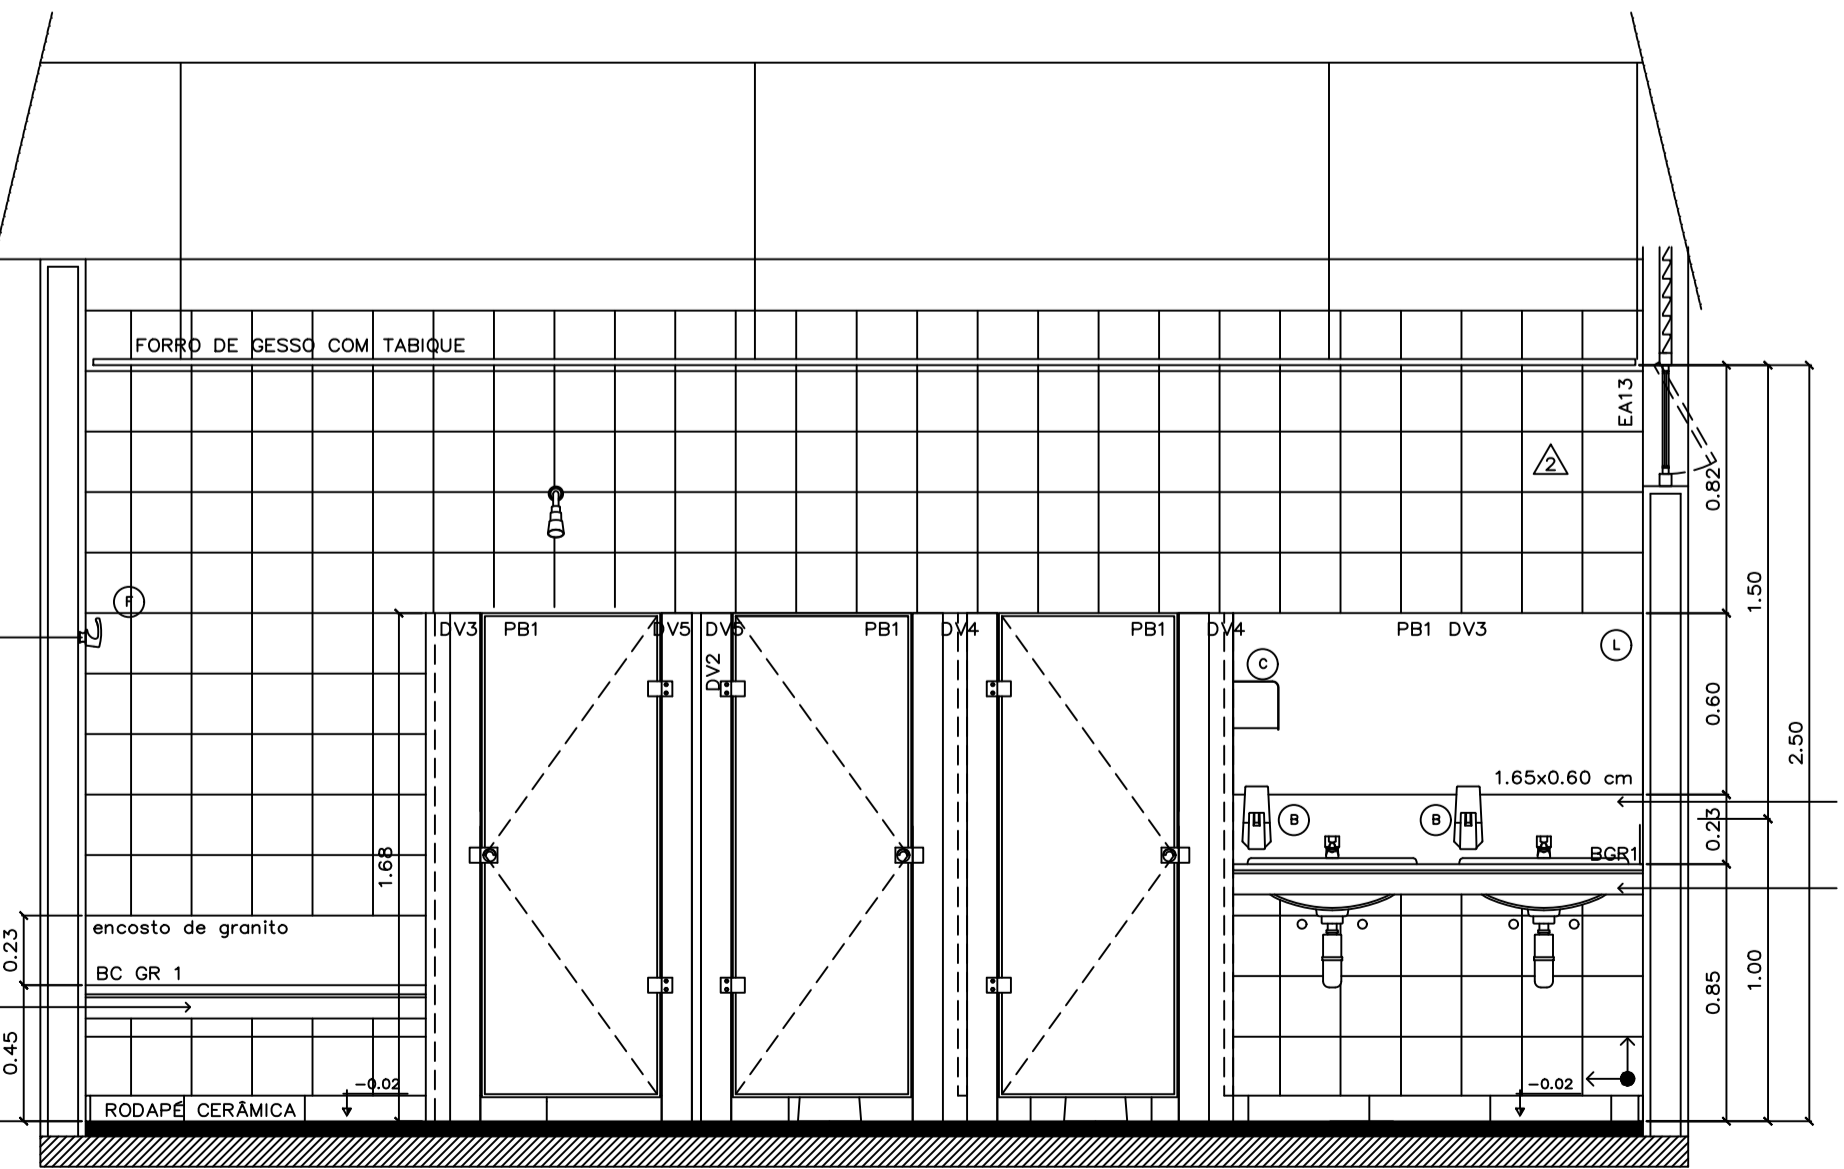 FORRO DE GESSO COM TABIQUE
EA13
2
0.82
F
1.50
DV3 PB1 DV5 DV5 PB1 DV4 PB1 DV4 PB1 DV3
L
C
DV2
0.60
2.50
1.65x0.60 cm
B B
0.23
BGR1
1.68
encosto de granito
0.23
BC GR 1
0.85
1.00
0.45
-0.02
-0.02
RODAPÉ CERÂMICA